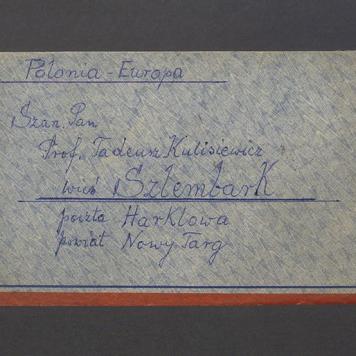 Polonia - Europa
Szan. Pan
Prof. Tadeusz Kulisiewicz
wieś Szlembark
poczta Harklowa
powiat Nowy Targ